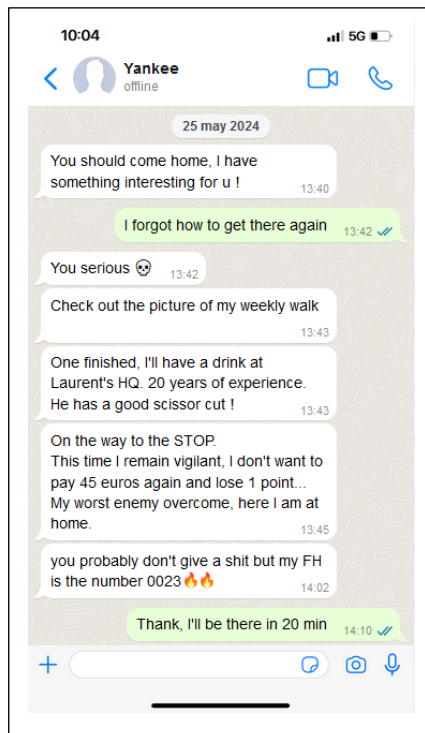 10:04
5G
Yankee
offline
25 may 2024
You should come home, I have
something interesting for u !
13:40
I forgot how to get there again
13:42
You serious 💀
13:42
Check out the picture of my weekly walk
13:43
One finished, I'll have a drink at
Laurent's HQ. 20 years of experience.
He has a good scissor cut !
13:43
On the way to the STOP.
This time I remain vigilant, I don't want to
pay 45 euros again and lose 1 point...
My worst enemy overcome, here I am at
home.
13:45
you probably don't give a shit but my FH
is the number 0023🔥🔥
14:02
Thank, I'll be there in 20 min
14:10